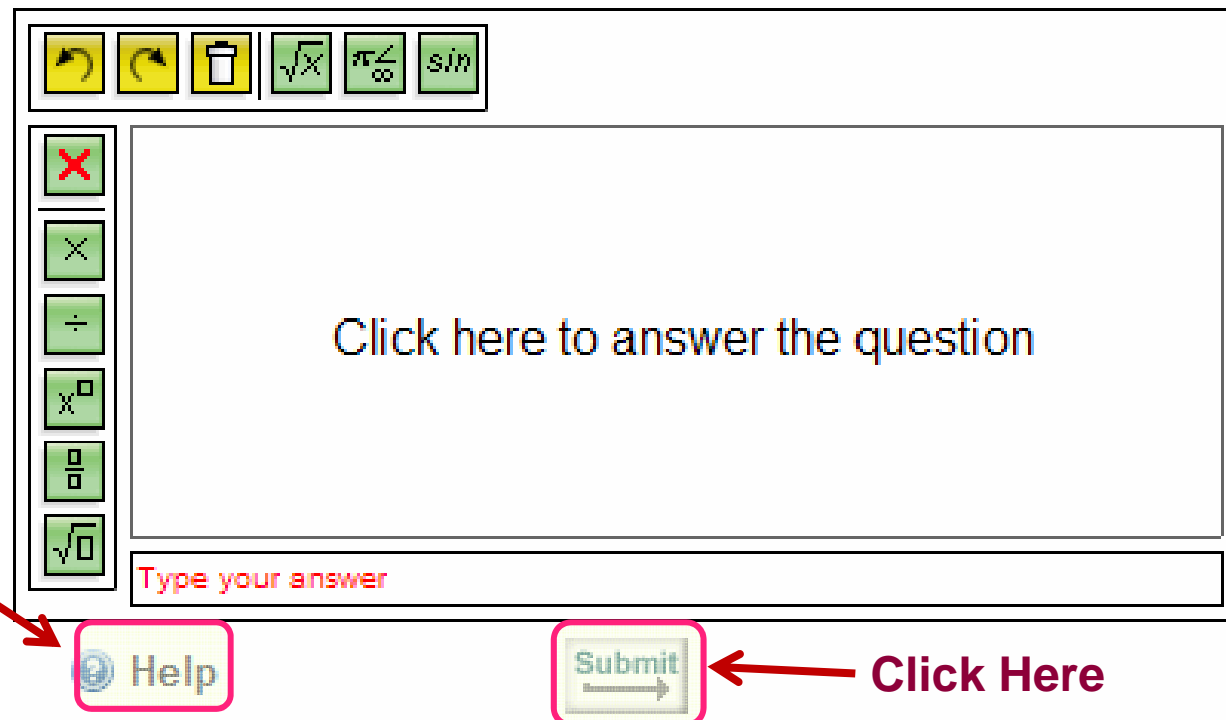 √x π∠∞ sin
×
÷
x▫
▫/▫
√▫
Click here to answer the question
Type your answer
Help
Submit
Click Here